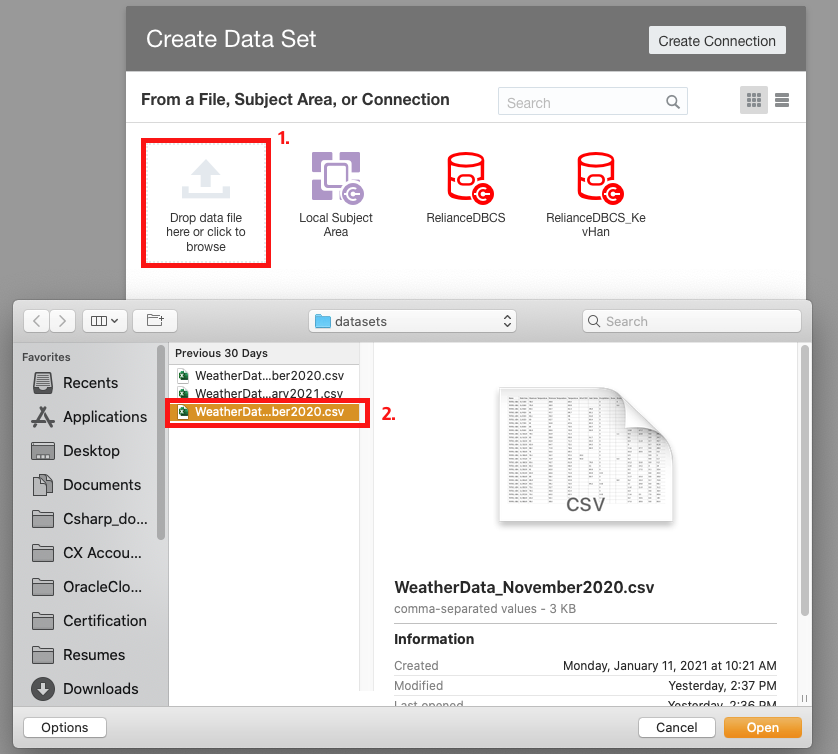 Create Data Set
Create Connection
From a File, Subject Area, or Connection
Search
1.
Drop data file
here or click to
browse
Local Subject
Area
RelianceDBCS
RelianceDBCS_Ke
vHan
datasets
Search
Favorites
Recents
Applications
Desktop
Documents
Csharp_do...
CX Accou...
OracleClo...
Certification
Resumes
Downloads
Previous 30 Days
WeatherDat...ber2020.csv
WeatherDat...ary2021.csv
WeatherDat...ber2020.csv
2.
CSV
WeatherData_November2020.csv
comma-separated values - 3 KB
Information
Created Monday, January 11, 2021 at 10:21 AM
Modified Yesterday, 2:37 PM
Last opened Yesterday, 2:36 PM
Options
Cancel
Open